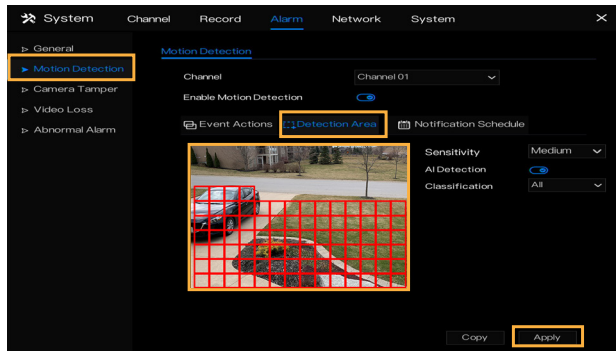 System Channel Record Alarm Network System
General
Motion Detection
Camera Tamper
Video Loss
Abnormal Alarm
Motion Detection
Channel Channel 01
Enable Motion Detection
Event Actions Detection Area Notification Schedule
Sensitivity Medium
AI Detection
Classification All
Copy Apply